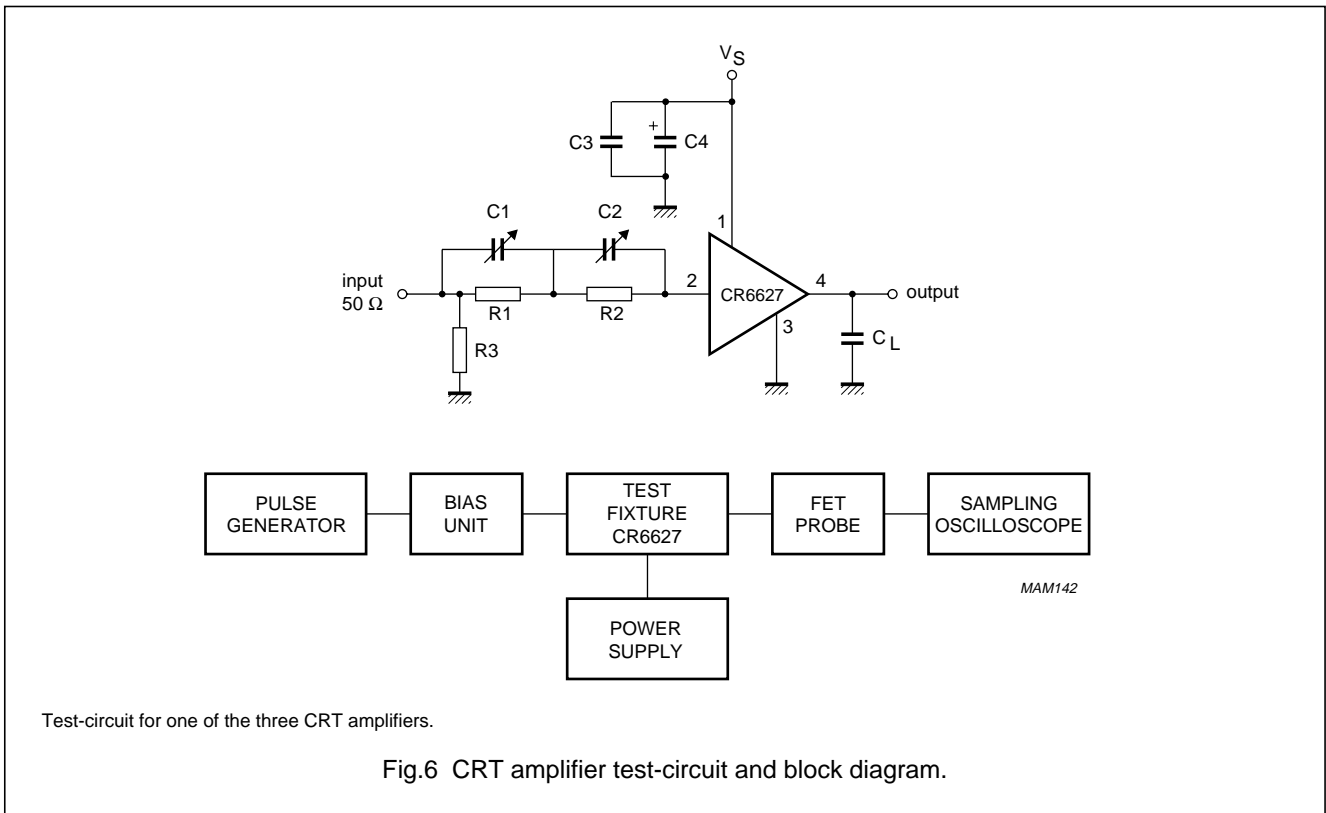 V S
C3
+
C4
C1
C2
1
input
50 Ω
2
CR6627
4
output
R1
R2
3
C L
R3
PULSE
GENERATOR
BIAS
UNIT
TEST
FIXTURE
CR6627
FET
PROBE
SAMPLING
OSCILLOSCOPE
MAM142
POWER
SUPPLY
Test-circuit for one of the three CRT amplifiers.
Fig.6 CRT amplifier test-circuit and block diagram.